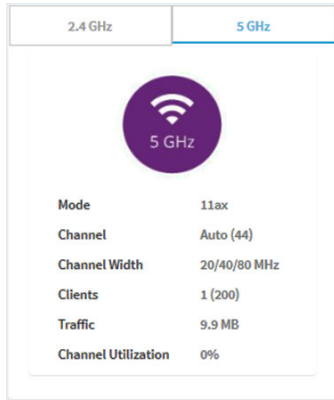 2.4 GHz 5 GHz
5 GHz
Mode 11ax
Channel Auto (44)
Channel Width 20/40/80 MHz
Clients 1 (200)
Traffic 9.9 MB
Channel Utilization 0%